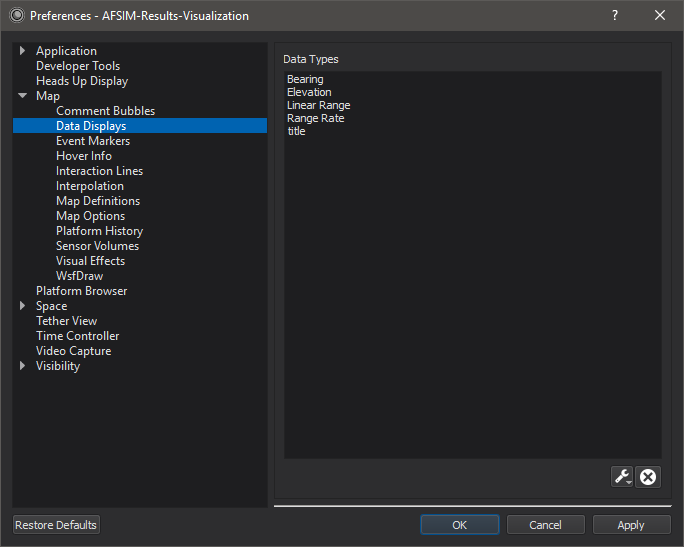 Preferences - AFSIM-Results-Visualization
?
Application
Developer Tools
Heads Up Display
Map
Comment Bubbles
Data Displays
Event Markers
Hover Info
Interaction Lines
Interpolation
Map Definitions
Map Options
Platform History
Sensor Volumes
Visual Effects
WsfDraw
Platform Browser
Space
Tether View
Time Controller
Video Capture
Visibility
Data Types
Bearing
Elevation
Linear Range
Range Rate
title
Restore Defaults
OK
Cancel
Apply